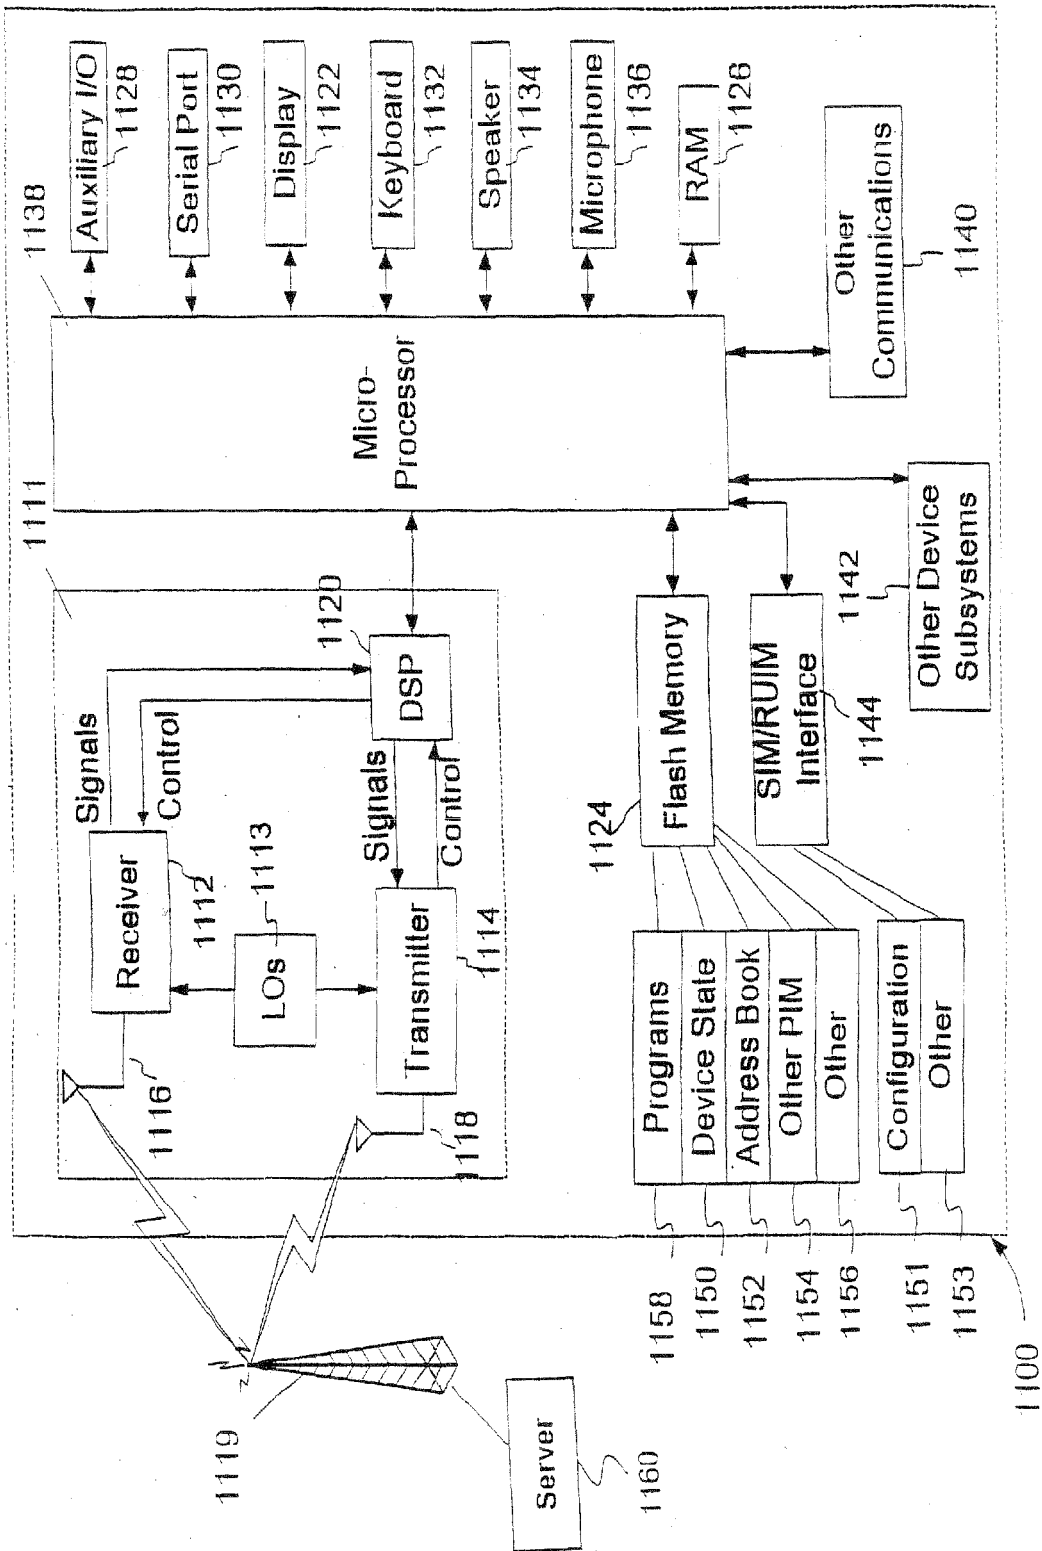 1138
Auxiliary I/O
1128
Serial Port
1130
Display
1122
Keyboard
1132
Speaker
1134
Microphone
1136
RAM
1126
Other
Communications
1140
Micro-
Processor
1111
Signals
Control
1120
DSP
Signals
Control
Receiver
1112
LOs
1113
Transmitter
1114
1116
1118
1119
Server
1160
1124
Flash Memory
SIM/RUIM
Interface
1144
1142
Other Device
Subsystems
Programs
Device State
Address Book
Other PIM
Other
Configuration
Other
1158
1150
1152
1154
1156
1151
1153
1100